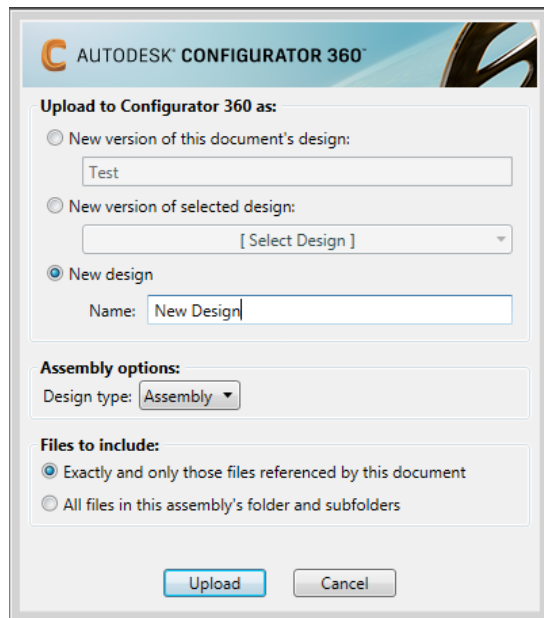 C AUTODESK® CONFIGURATOR 360™
Upload to Configurator 360 as:
New version of this document's design:
Test
New version of selected design:
[ Select Design ]
New design
Name: New Design
Assembly options:
Design type: Assembly
Files to include:
Exactly and only those files referenced by this document
All files in this assembly's folder and subfolders
Upload Cancel